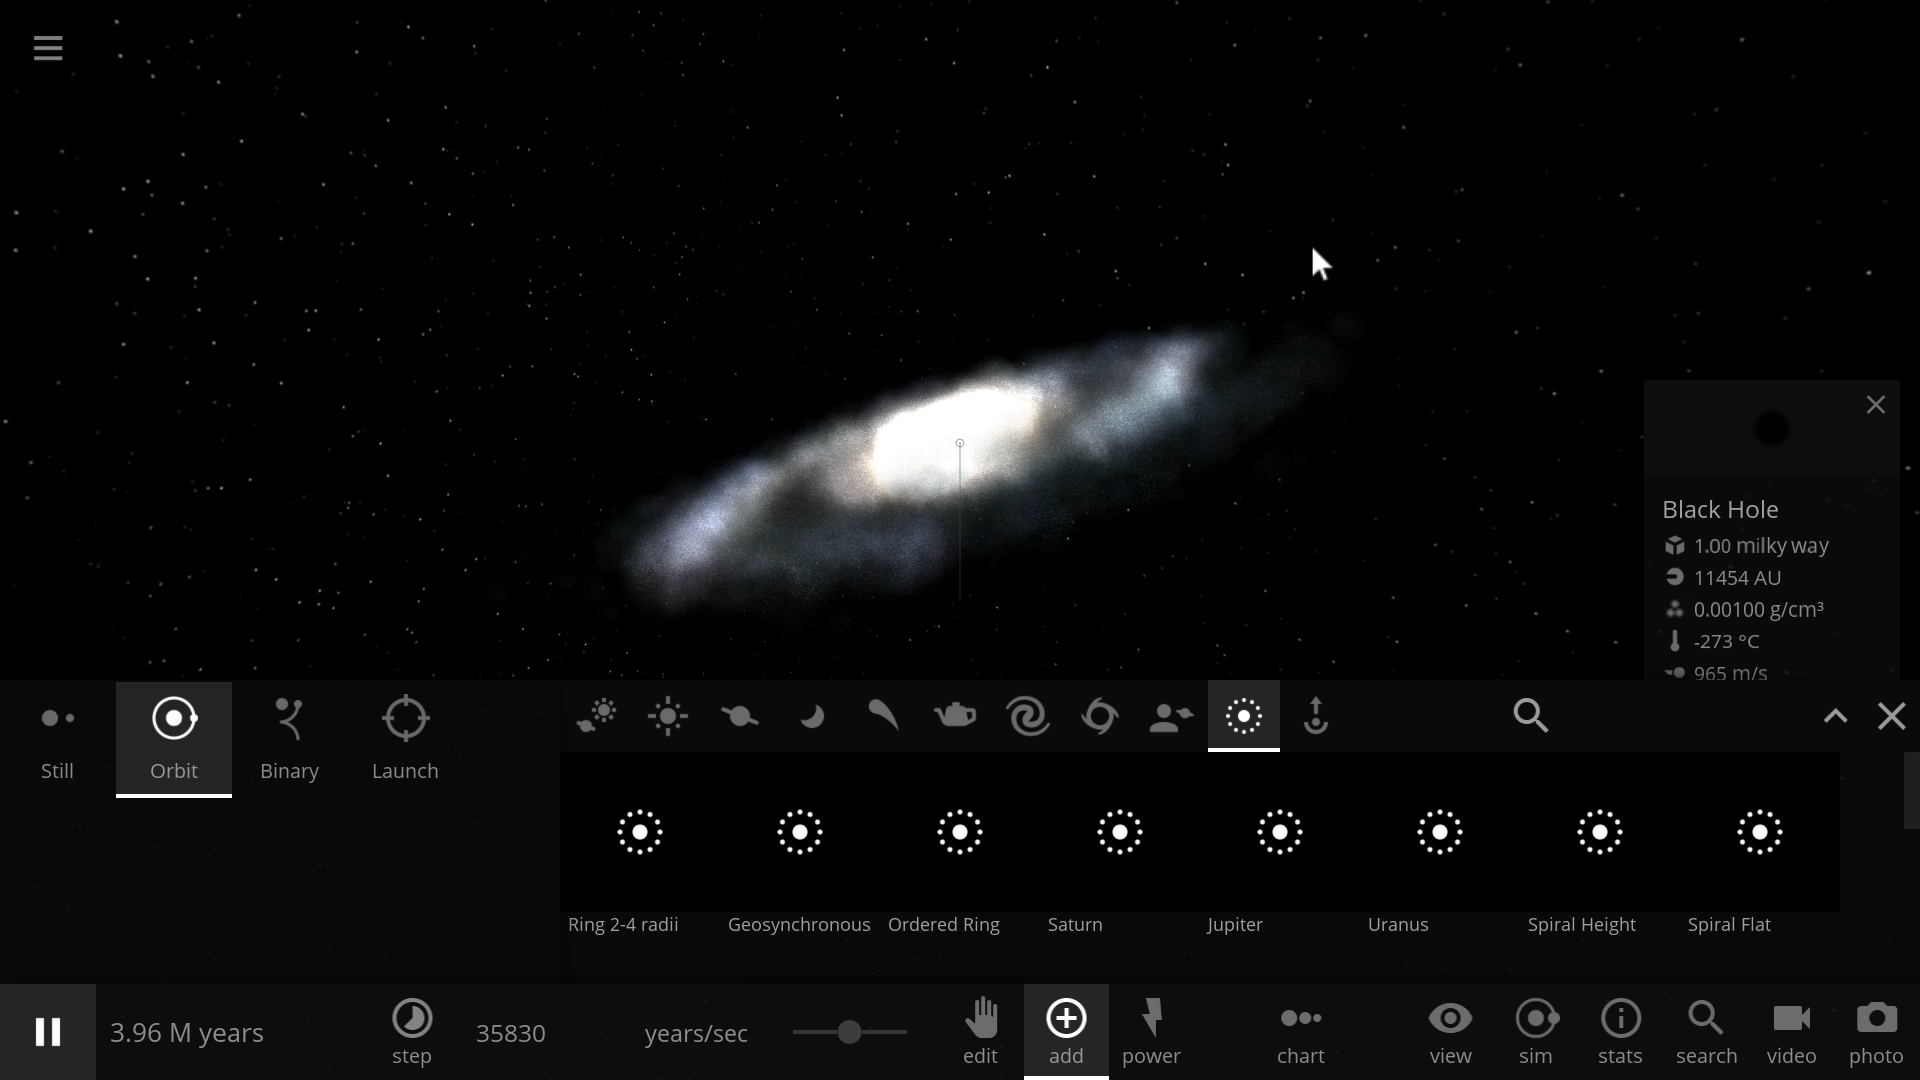 Black Hole
1.00 milky way
11454 AU
0.00100 g/cm³
-273 °C
965 m/s
Still
Orbit
Binary
Launch
Ring 2-4 radii
Geosynchronous
Ordered Ring
Saturn
Jupiter
Uranus
Spiral Height
Spiral Flat
3.96 M years
step
35830
years/sec
edit
add
power
chart
view
sim
stats
search
video
photo